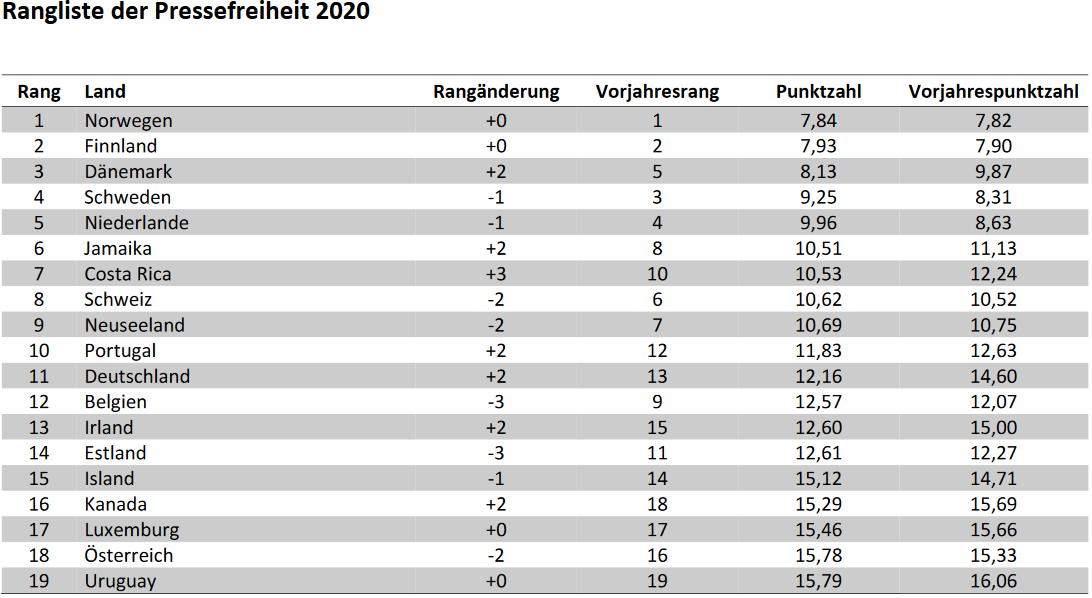 Rangliste der Pressefreiheit 2020
Rang Land Rangänderung Vorjahresrang Punktzahl Vorjahrespunktzahl
1 Norwegen +0 1 7,84 7,82
2 Finnland +0 2 7,93 7,90
3 Dänemark +2 5 8,13 9,87
4 Schweden -1 3 9,25 8,31
5 Niederlande -1 4 9,96 8,63
6 Jamaika +2 8 10,51 11,13
7 Costa Rica +3 10 10,53 12,24
8 Schweiz -2 6 10,62 10,52
9 Neuseeland -2 7 10,69 10,75
10 Portugal +2 12 11,83 12,63
11 Deutschland +2 13 12,16 14,60
12 Belgien -3 9 12,57 12,07
13 Irland +2 15 12,60 15,00
14 Estland -3 11 12,61 12,27
15 Island -1 14 15,12 14,71
16 Kanada +2 18 15,29 15,69
17 Luxemburg +0 17 15,46 15,66
18 Österreich -2 16 15,78 15,33
19 Uruguay +0 19 15,79 16,06